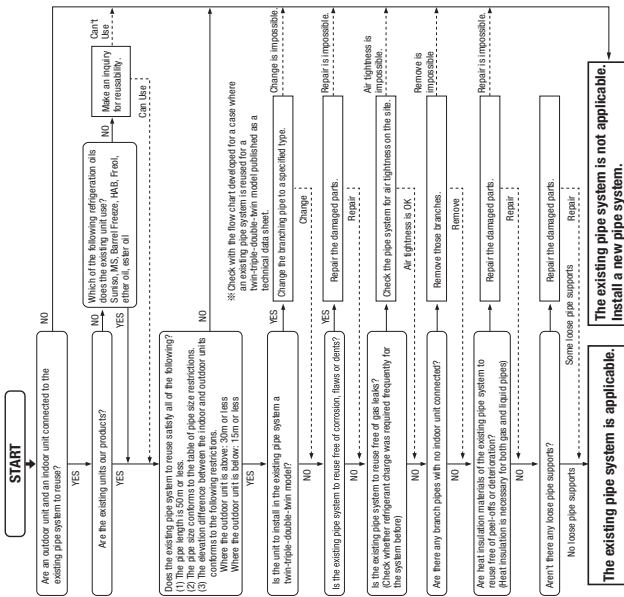 START
Are an outdoor unit and an indoor unit connected to the
existing pipe system to reuse?
NO
YES
Are the existing units our products?
NO
Which of the following refrigeration oils
does the existing unit use?
Suniso, MS, Barrel Freeze, HAB, Freol,
ether oil, ester oil
NO
Make an inquiry
for reusability.
Can't
Use
Can Use
YES
YES
Does the existing pipe system to reuse satisfy all of the following?
(1) The pipe length is 50m or less.
(2) The pipe size conforms to the table of pipe size restrictions.
(3) The elevation difference between the indoor and outdoor units
conforms to the following restrictions.
Where the outdoor unit is above: 30m or less
Where the outdoor unit is below: 15m or less
NO
YES
※ Check with the flow chart developed for a case where
an existing pipe system is reused for a
twin-triple-double-twin model published as a
technical data sheet.
Is the unit to install in the existing pipe system a
twin-triple-double-twin model?
YES
Change the branching pipe to a specified type.
Change is impossible.
Change
NO
Is the existing pipe system to reuse free of corrosion, flaws or dents?
YES
Repair the damaged parts.
Repair is impossible.
Repair
NO
Is the existing pipe system to reuse free of gas leaks?
(Check whether refrigerant charge was required frequently for
the system before)
Check the pipe system for air tightness on the site.
Air tightness is
impossible.
Air tightness is OK
NO
Are there any branch pipes with no indoor unit connected?
Remove those branches.
Remove is
impossible
Remove
NO
Are heat insulation materials of the existing pipe system to
reuse free of peel-offs or deterioration?
(Heat insulation is necessary for both gas and liquid pipes)
Repair the damaged parts.
Repair is impossible.
Repair
NO
Aren't there any loose pipe supports?
Repair the damaged parts.
Repair
Some loose pipe supports
No loose pipe supports
The existing pipe system is applicable.
The existing pipe system is not applicable.
Install a new pipe system.